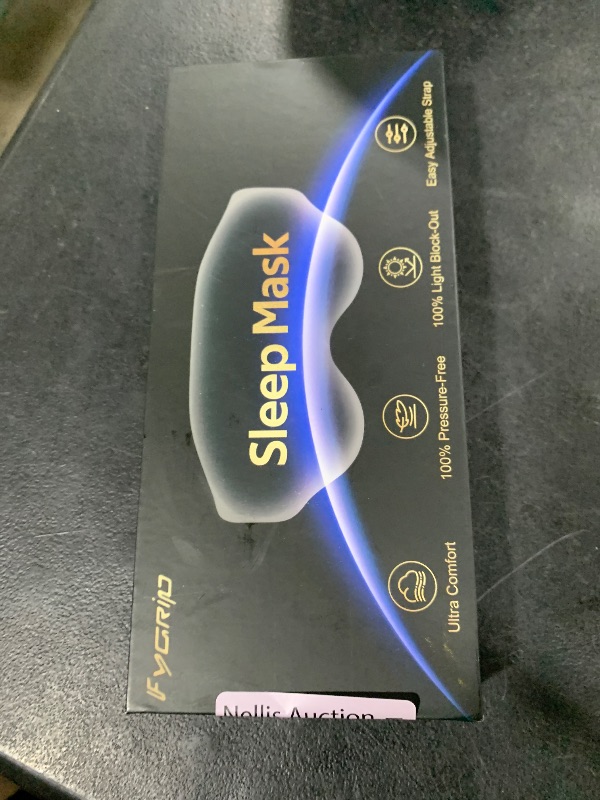 FYGRIP
Sleep Mask
Ultra Comfort
100% Pressure-Free
100% Light Block-Out
Easy Adjustable Strap
Nellis Auction